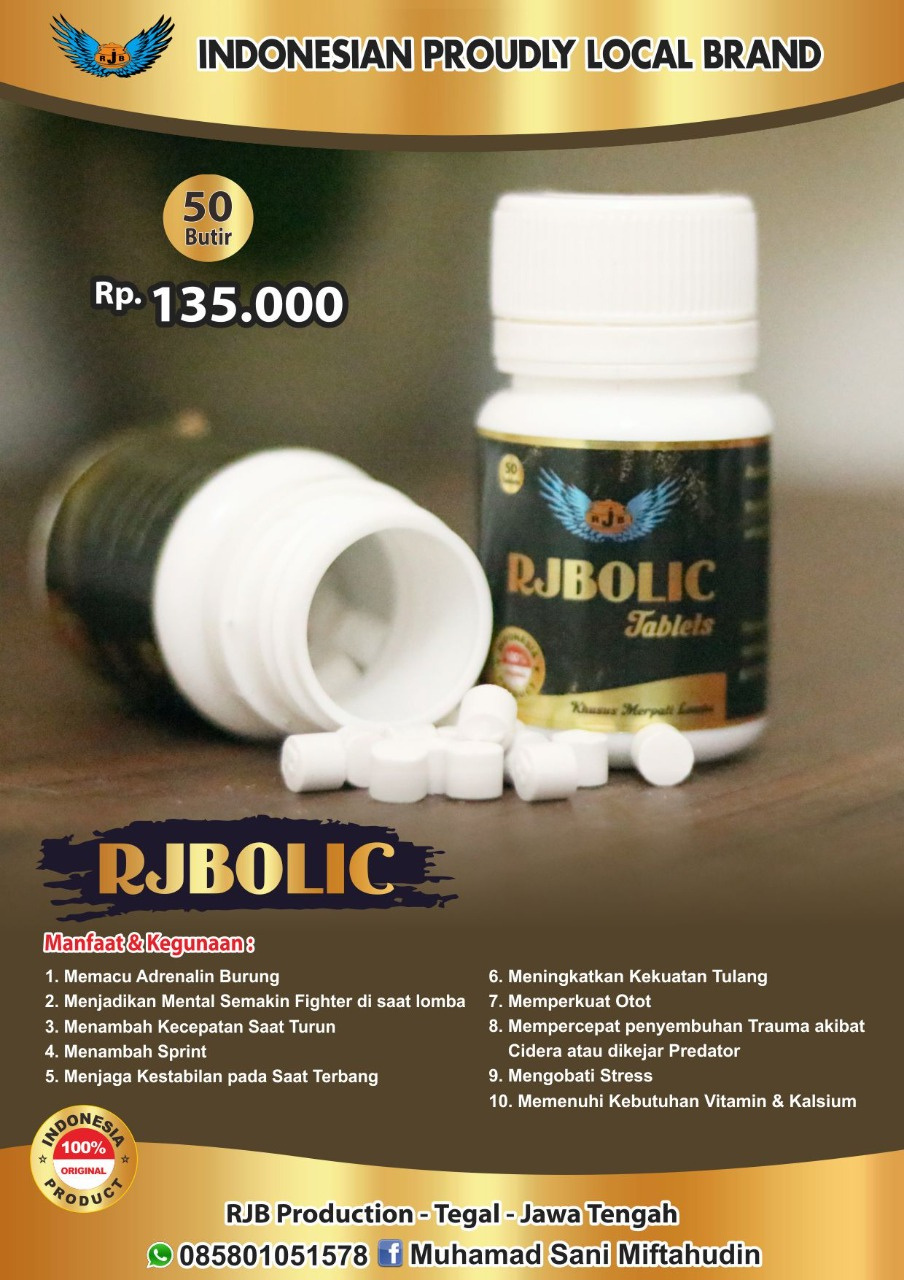 RJB
INDONESIAN PROUDLY LOCAL BRAND
50
Butir
Rp. 135.000
50
RJB
RJBOLIC
Tablets
INDONESIA
100%
Khusus Merpati Lomba
RJBOLIC
Manfaat & Kegunaan :
1. Memacu Adrenalin Burung
2. Menjadikan Mental Semakin Fighter di saat lomba
3. Menambah Kecepatan Saat Turun
4. Menambah Sprint
5. Menjaga Kestabilan pada Saat Terbang
6. Meningkatkan Kekuatan Tulang
7. Memperkuat Otot
8. Mempercepat penyembuhan Trauma akibat
Cidera atau dikejar Predator
9. Mengobati Stress
10. Memenuhi Kebutuhan Vitamin & Kalsium
INDONESIA
100%
ORIGINAL
PRODUCT
RJB Production - Tegal - Jawa Tengah
085801051578 f Muhamad Sani Miftahudin